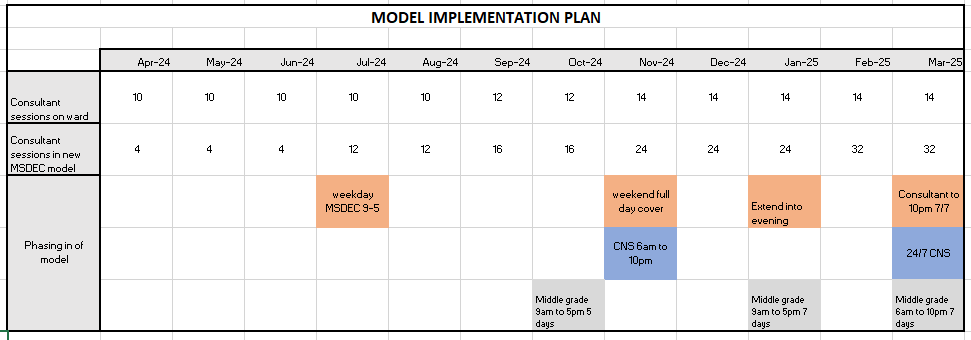 MODEL IMPLEMENTATION PLAN
Apr-24 May-24 Jun-24 Jul-24 Aug-24 Sep-24 Oct-24 Nov-24 Dec-24 Jan-25 Feb-25 Mar-25
Consultant
sessions on ward
10 10 10 10 10 12 12 14 14 14 14 14
Consultant
sessions in new
MSDEC model
4 4 4 12 12 16 16 24 24 24 32 32
Phasing in of
model
weekday
MSDEC 9-5
weekend full
day cover
Extend into
evening
Consultant to
10pm 7/7
CNS 6am to
10pm
24/7 CNS
Middle grade
9am to 5pm 5
days
Middle grade
9am to 5pm 7
days
Middle grade
6am to 10pm 7
days